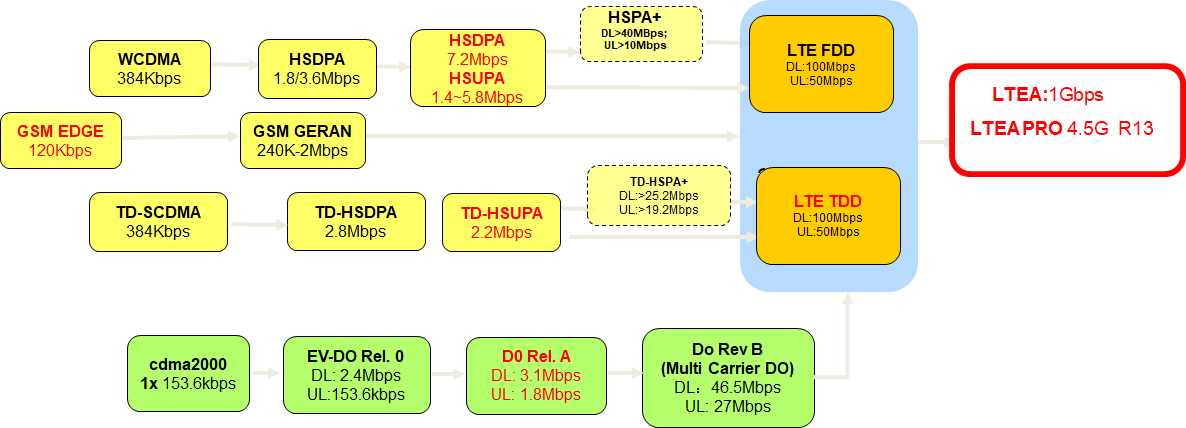 WCDMA
384Kbps
HSDPA
1.8/3.6Mbps
HSDPA
7.2Mbps
HSUPA
1.4~5.8Mbps
HSPA+
DL>40MBps;
UL>10Mbps
LTE FDD
DL:100Mbps
UL:50Mbps
GSM EDGE
120Kbps
GSM GERAN
240K-2Mbps
TD-SCDMA
384Kbps
TD-HSDPA
2.8Mbps
TD-HSUPA
2.2Mbps
TD-HSPA+
DL:>25.2Mbps
UL:>19.2Mbps
LTE TDD
DL:100Mbps
UL:50Mbps
LTEA:1Gbps
LTEA PRO 4.5G R13
cdma2000
1x 153.6kbps
EV-DO Rel. 0
DL: 2.4Mbps
UL:153.6kbps
D0 Rel. A
DL: 3.1Mbps
UL: 1.8Mbps
Do Rev B
(Multi Carrier DO)
DL：46.5Mbps
UL: 27Mbps